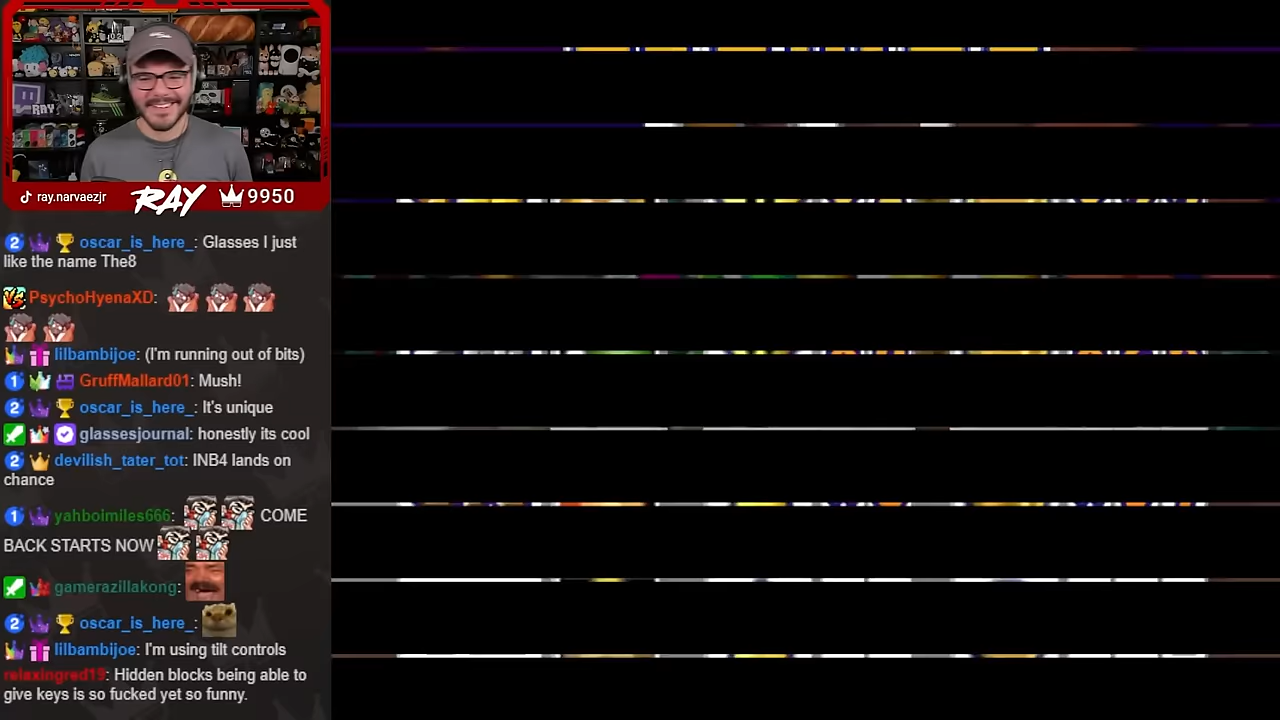 ray.narvaezjr RAY 9950
oscar_is_here_: Glasses I just
like the name The8
PsychoHyenaXD:
lilbambijoe: (I'm running out of bits)
1 GruffMallard01: Mush!
2 oscar_is_here_: It's unique
glassesjournal: honestly its cool
2 devilish_tater_tot: INB4 lands on
chance
1 yahboimiles666: COME
BACK STARTS NOW
gamerazillakong:
2 oscar_is_here_:
lilbambijoe: I'm using tilt controls
relaxingred19: Hidden blocks being able to
give keys is so fucked yet so funny.